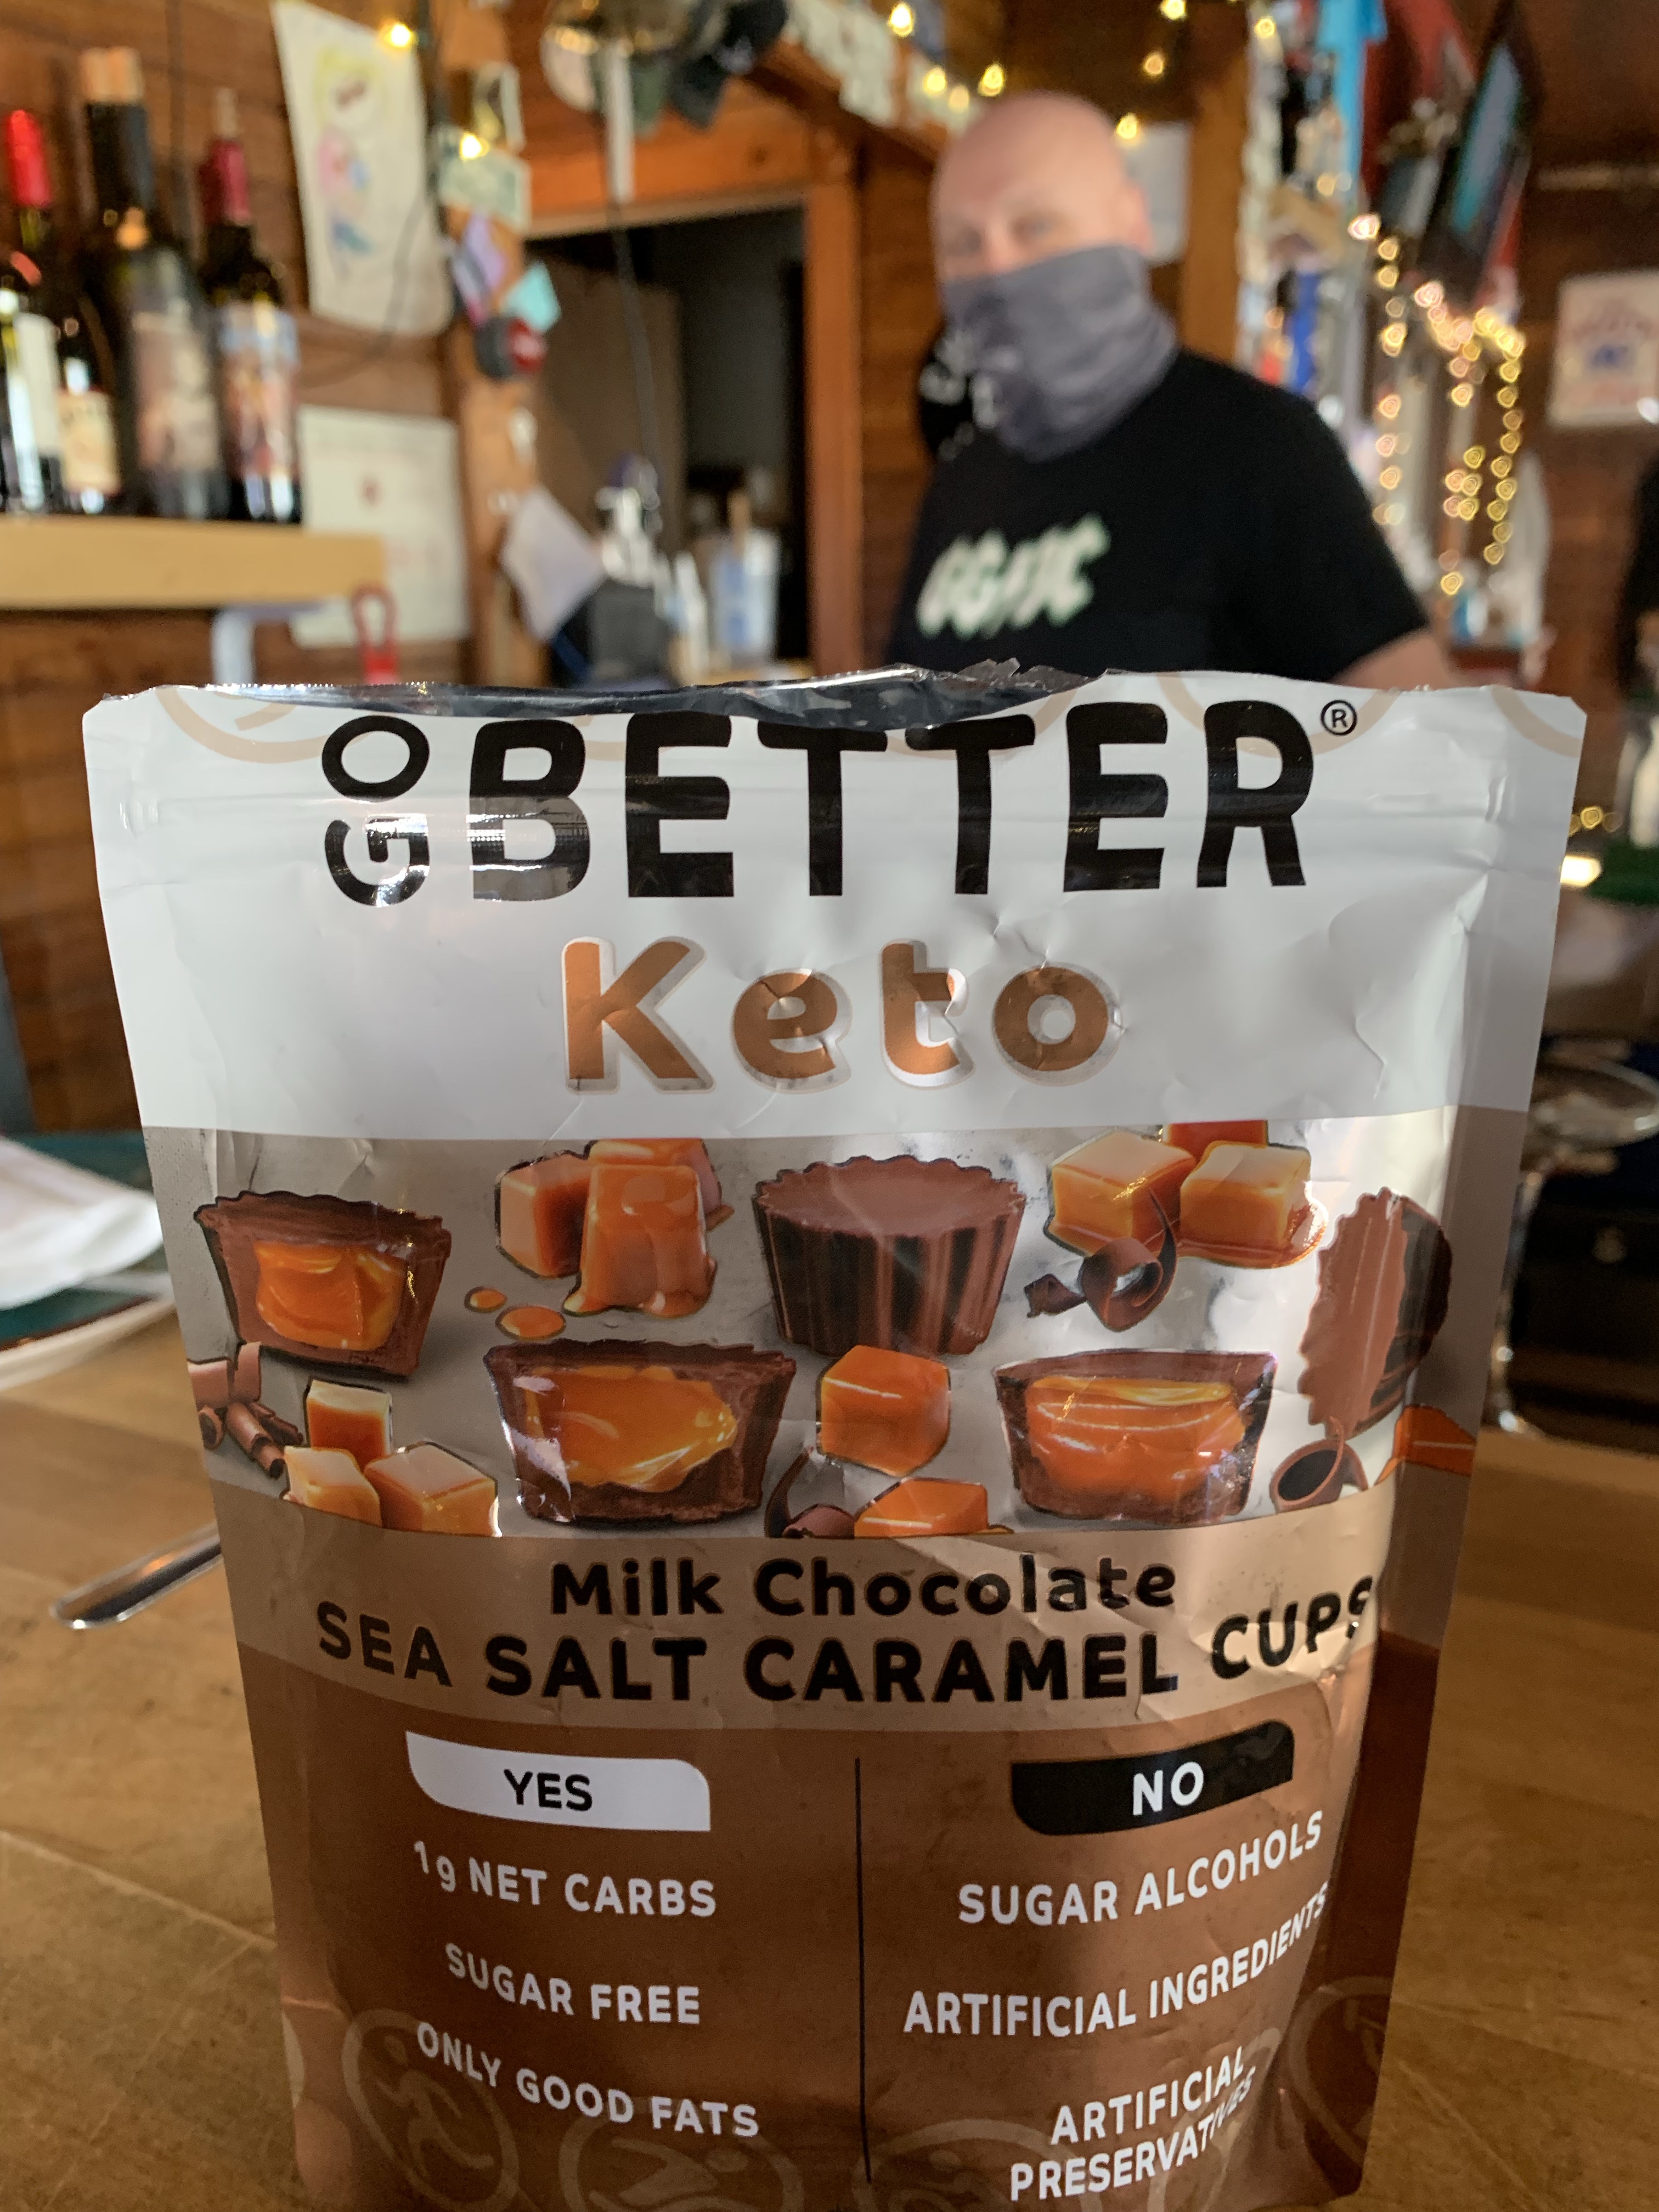 GO BETTER®
Keto
Milk Chocolate
SEA SALT CARAMEL CUPS
YES
1g NET CARBS
SUGAR FREE
ONLY GOOD FATS
NO
SUGAR ALCOHOLS
ARTIFICIAL INGREDIENTS
ARTIFICIAL
PRESERVATIVES